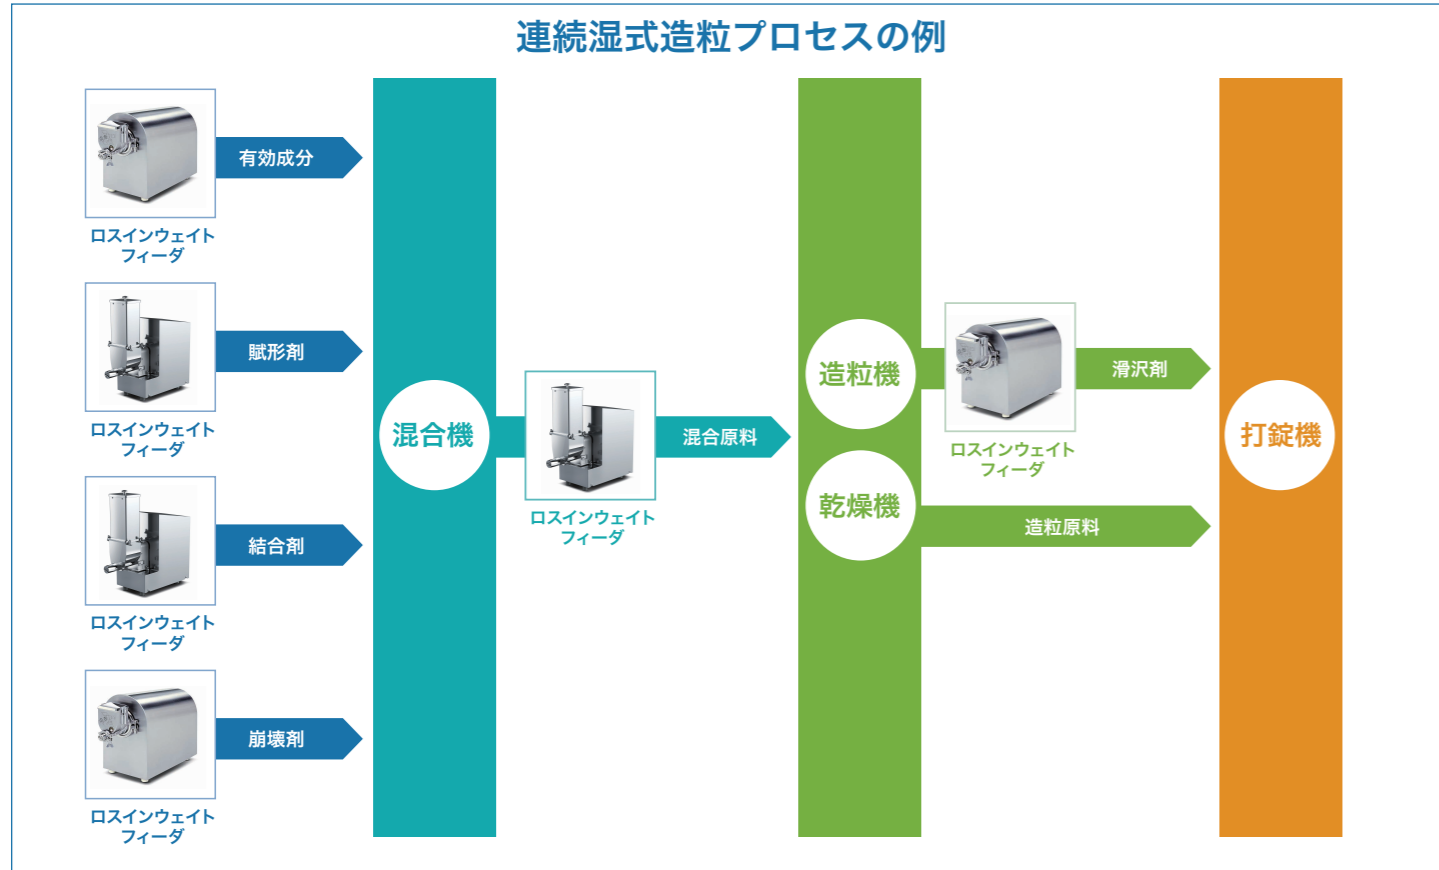 連続湿式造粒プロセスの例
有効成分
ロスインウェイト
フィーダ
賦形剤
ロスインウェイト
フィーダ
結合剤
ロスインウェイト
フィーダ
崩壊剤
ロスインウェイト
フィーダ
混合機
混合原料
ロスインウェイト
フィーダ
造粒機
乾燥機
滑沢剤
ロスインウェイト
フィーダ
造粒原料
打錠機